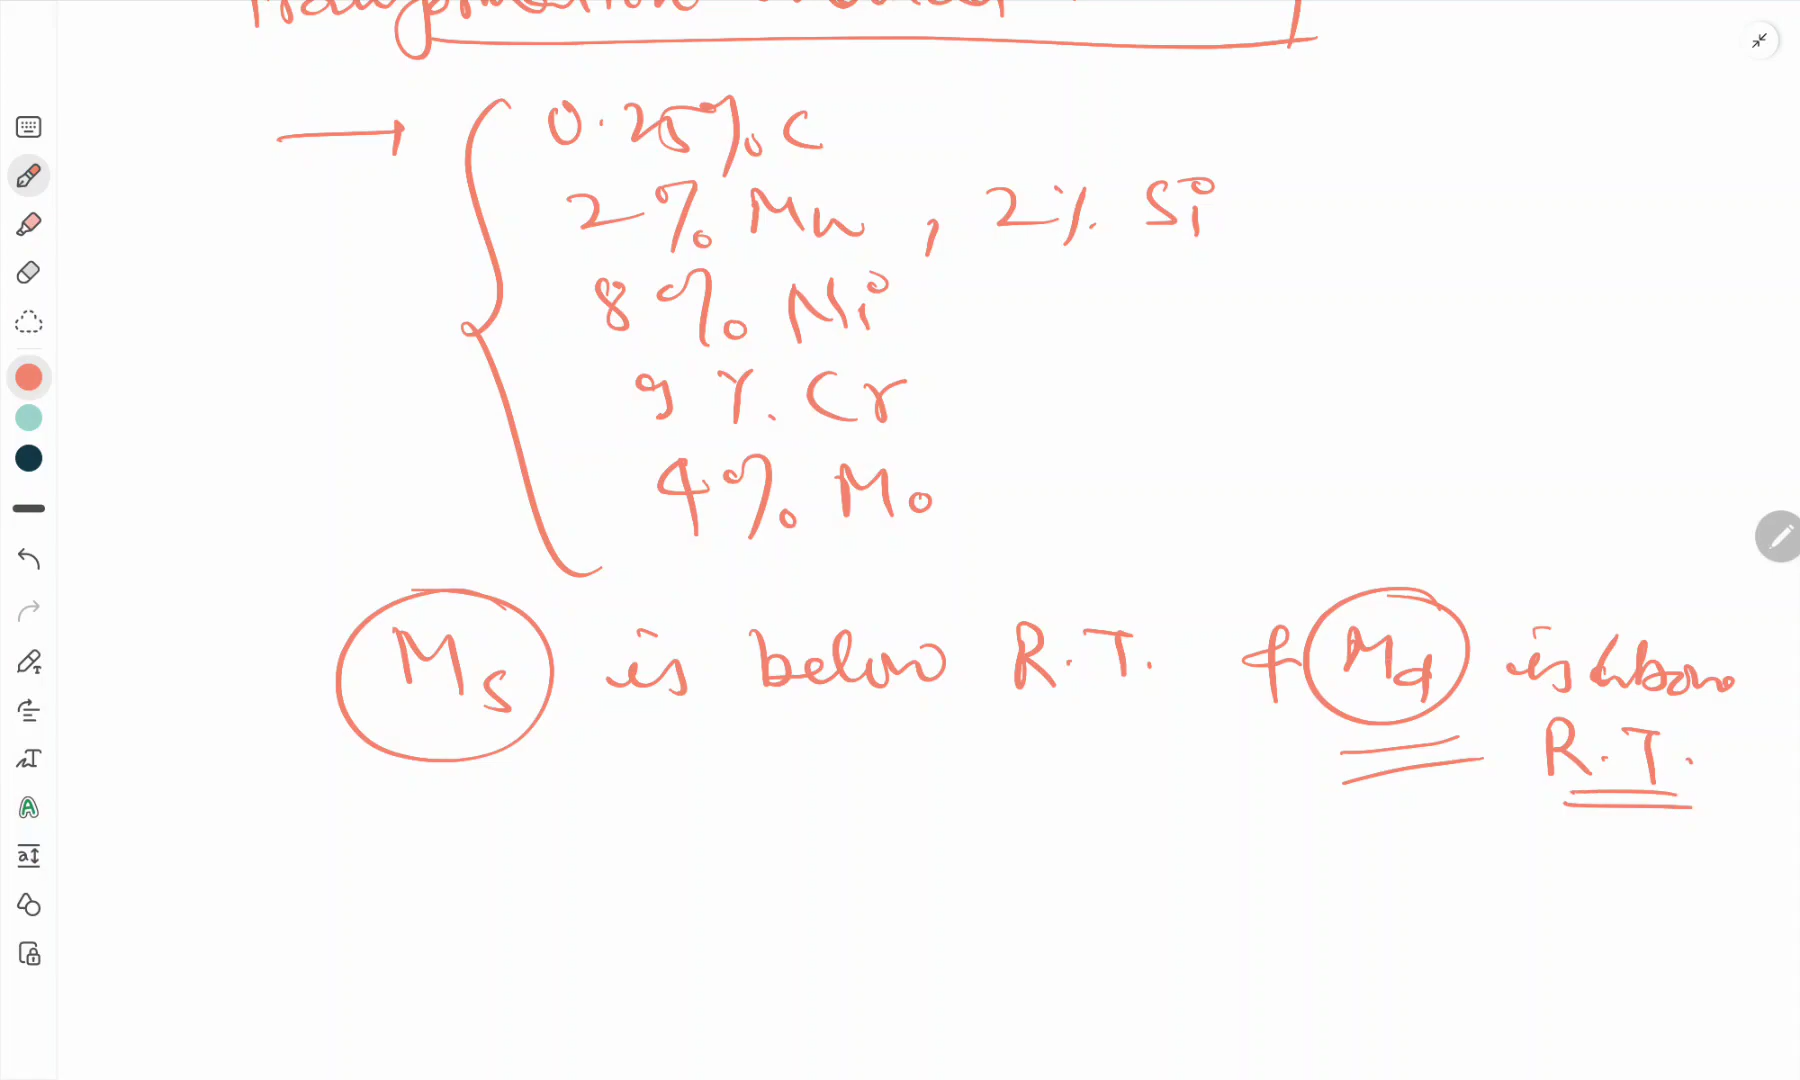 0.25% C
2% Mn, 2% Si
8% Ni
9%. Cr
4% Mo
Ms is below R.T. & Md is above
R.T.